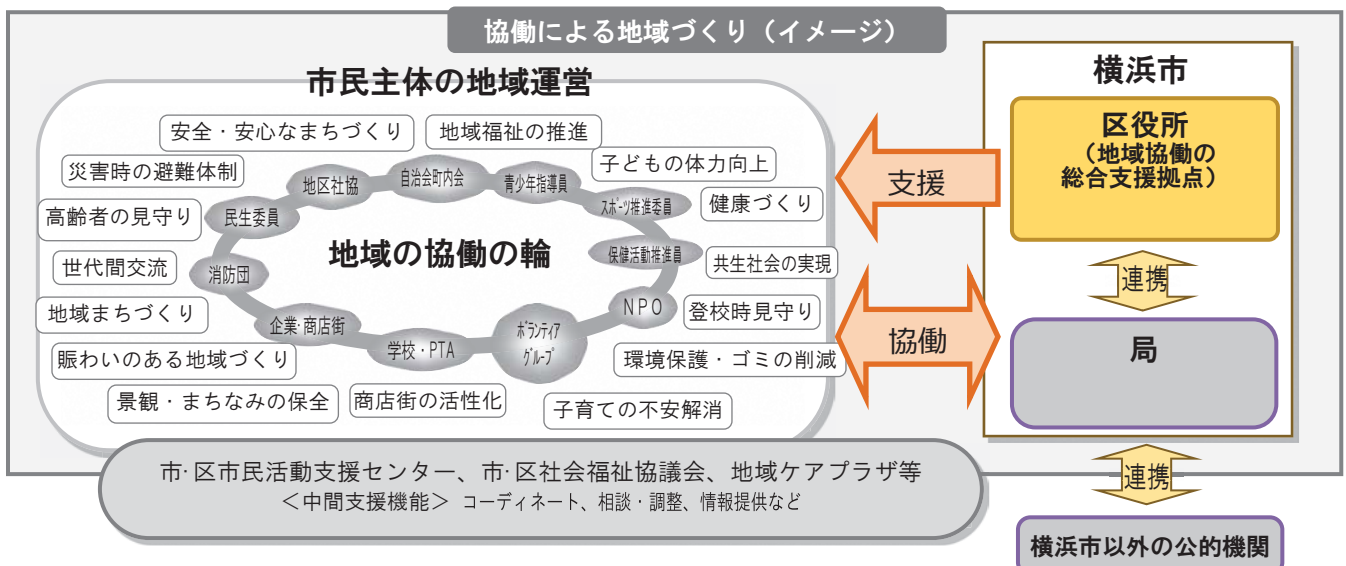 協働による地域づくり（イメージ）
市民主体の地域運営
安全・安心なまちづくり
地域福祉の推進
災害時の避難体制
子どもの体力向上
高齢者の見守り
健康づくり
世代間交流
共生社会の実現
地域まちづくり
登校時見守り
賑わいのある地域づくり
環境保護・ゴミの削減
景観・まちなみの保全
商店街の活性化
子育ての不安解消
地域の協働の輪
自治会町内会
青少年指導員
スポーツ推進委員
保健活動推進員
NPO
ボランティア
グループ
学校・PTA
企業・商店街
消防団
民生委員
地区社協
支援
協働
横浜市
区役所
（地域協働の
総合支援拠点）
連携
局
連携
横浜市以外の公的機関
市・区市民活動支援センター、市・区社会福祉協議会、地域ケアプラザ等
＜中間支援機能＞ コーディネート、相談・調整、情報提供など